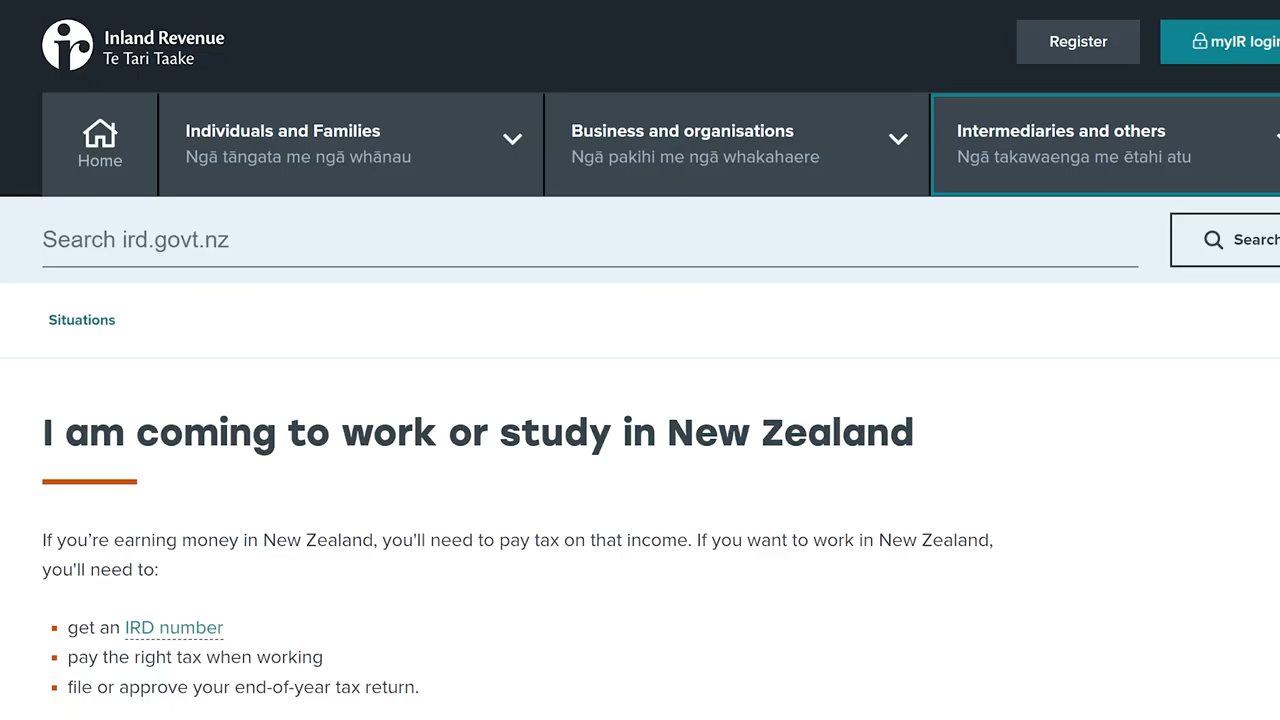 Inland Revenue
Te Tari Taake
Register
myIR login
Home
Individuals and Families
Ngā tāngata me ngā whānau
Business and organisations
Ngā pakihi me ngā whakahaere
Intermediaries and others
Ngā takawaenga me ētahi atu
Search ird.govt.nz
Search
Situations
I am coming to work or study in New Zealand
If you’re earning money in New Zealand, you'll need to pay tax on that income. If you want to work in New Zealand,
you'll need to:
get an IRD number
pay the right tax when working
file or approve your end-of-year tax return.